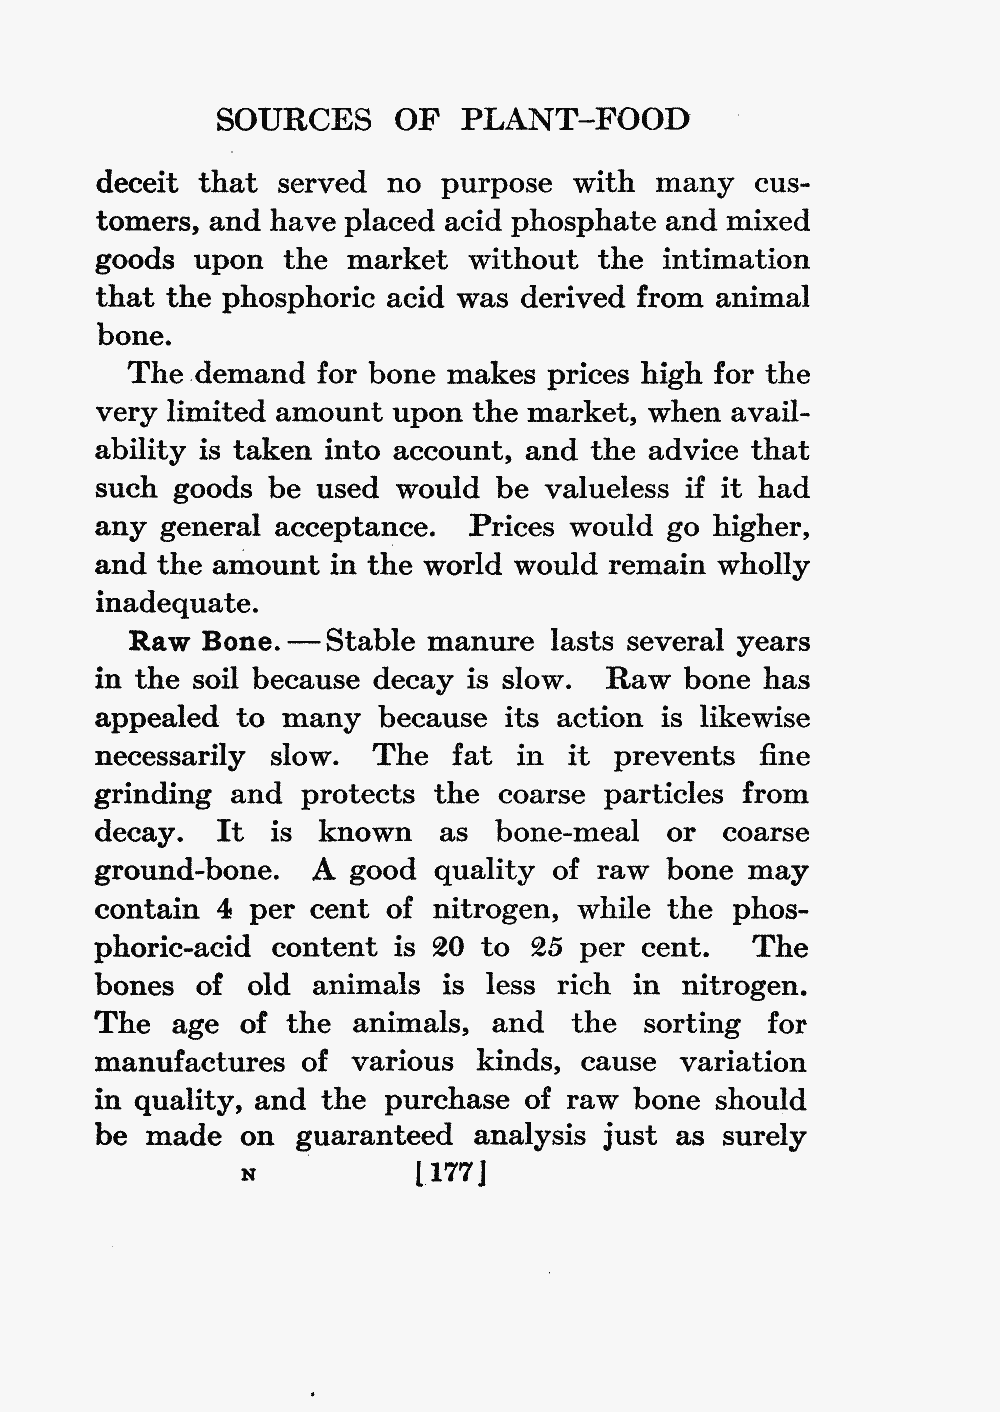 SOURCES OF PLANT-FOOD
deceit that served no purpose with many cus-
tomers, and have placed acid phosphate and mixed
goods upon the market without the intimation
that the phosphoric acid was derived from animal
bone.
The demand for bone makes prices high for the
very limited amount upon the market, when avail-
ability is taken into account, and the advice that
such goods be used would be valueless if it had
any general acceptance. Prices would go higher,
and the amount in the world would remain wholly
inadequate.
Raw Bone. — Stable manure lasts several years
in the soil because decay is slow. Raw bone has
appealed to many because its action is likewise
necessarily slow. The fat in it prevents fine
grinding and protects the coarse particles from
decay. It is known as bone-meal or coarse
ground-bone. A good quality of raw bone may
contain 4 per cent of nitrogen, while the phos-
phoric-acid content is 20 to 25 per cent. The
bones of old animals is less rich in nitrogen.
The age of the animals, and the sorting for
manufactures of various kinds, cause variation
in quality, and the purchase of raw bone should
be made on guaranteed analysis just as surely
N [177]